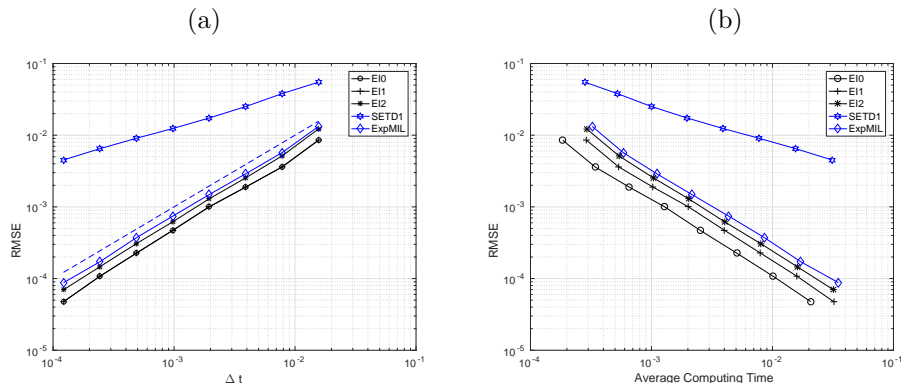 (a)
(b)
10^-1
10^-2
10^-3
10^-4
10^-5
RMSE
10^-4
10^-3
10^-2
10^-1
Δ t
EI0
EI1
EI2
SETD1
ExpMIL
10^-1
10^-2
10^-3
10^-4
10^-5
RMSE
10^-4
10^-3
10^-2
10^-1
Average Computing Time
EI0
EI1
EI2
SETD1
ExpMIL